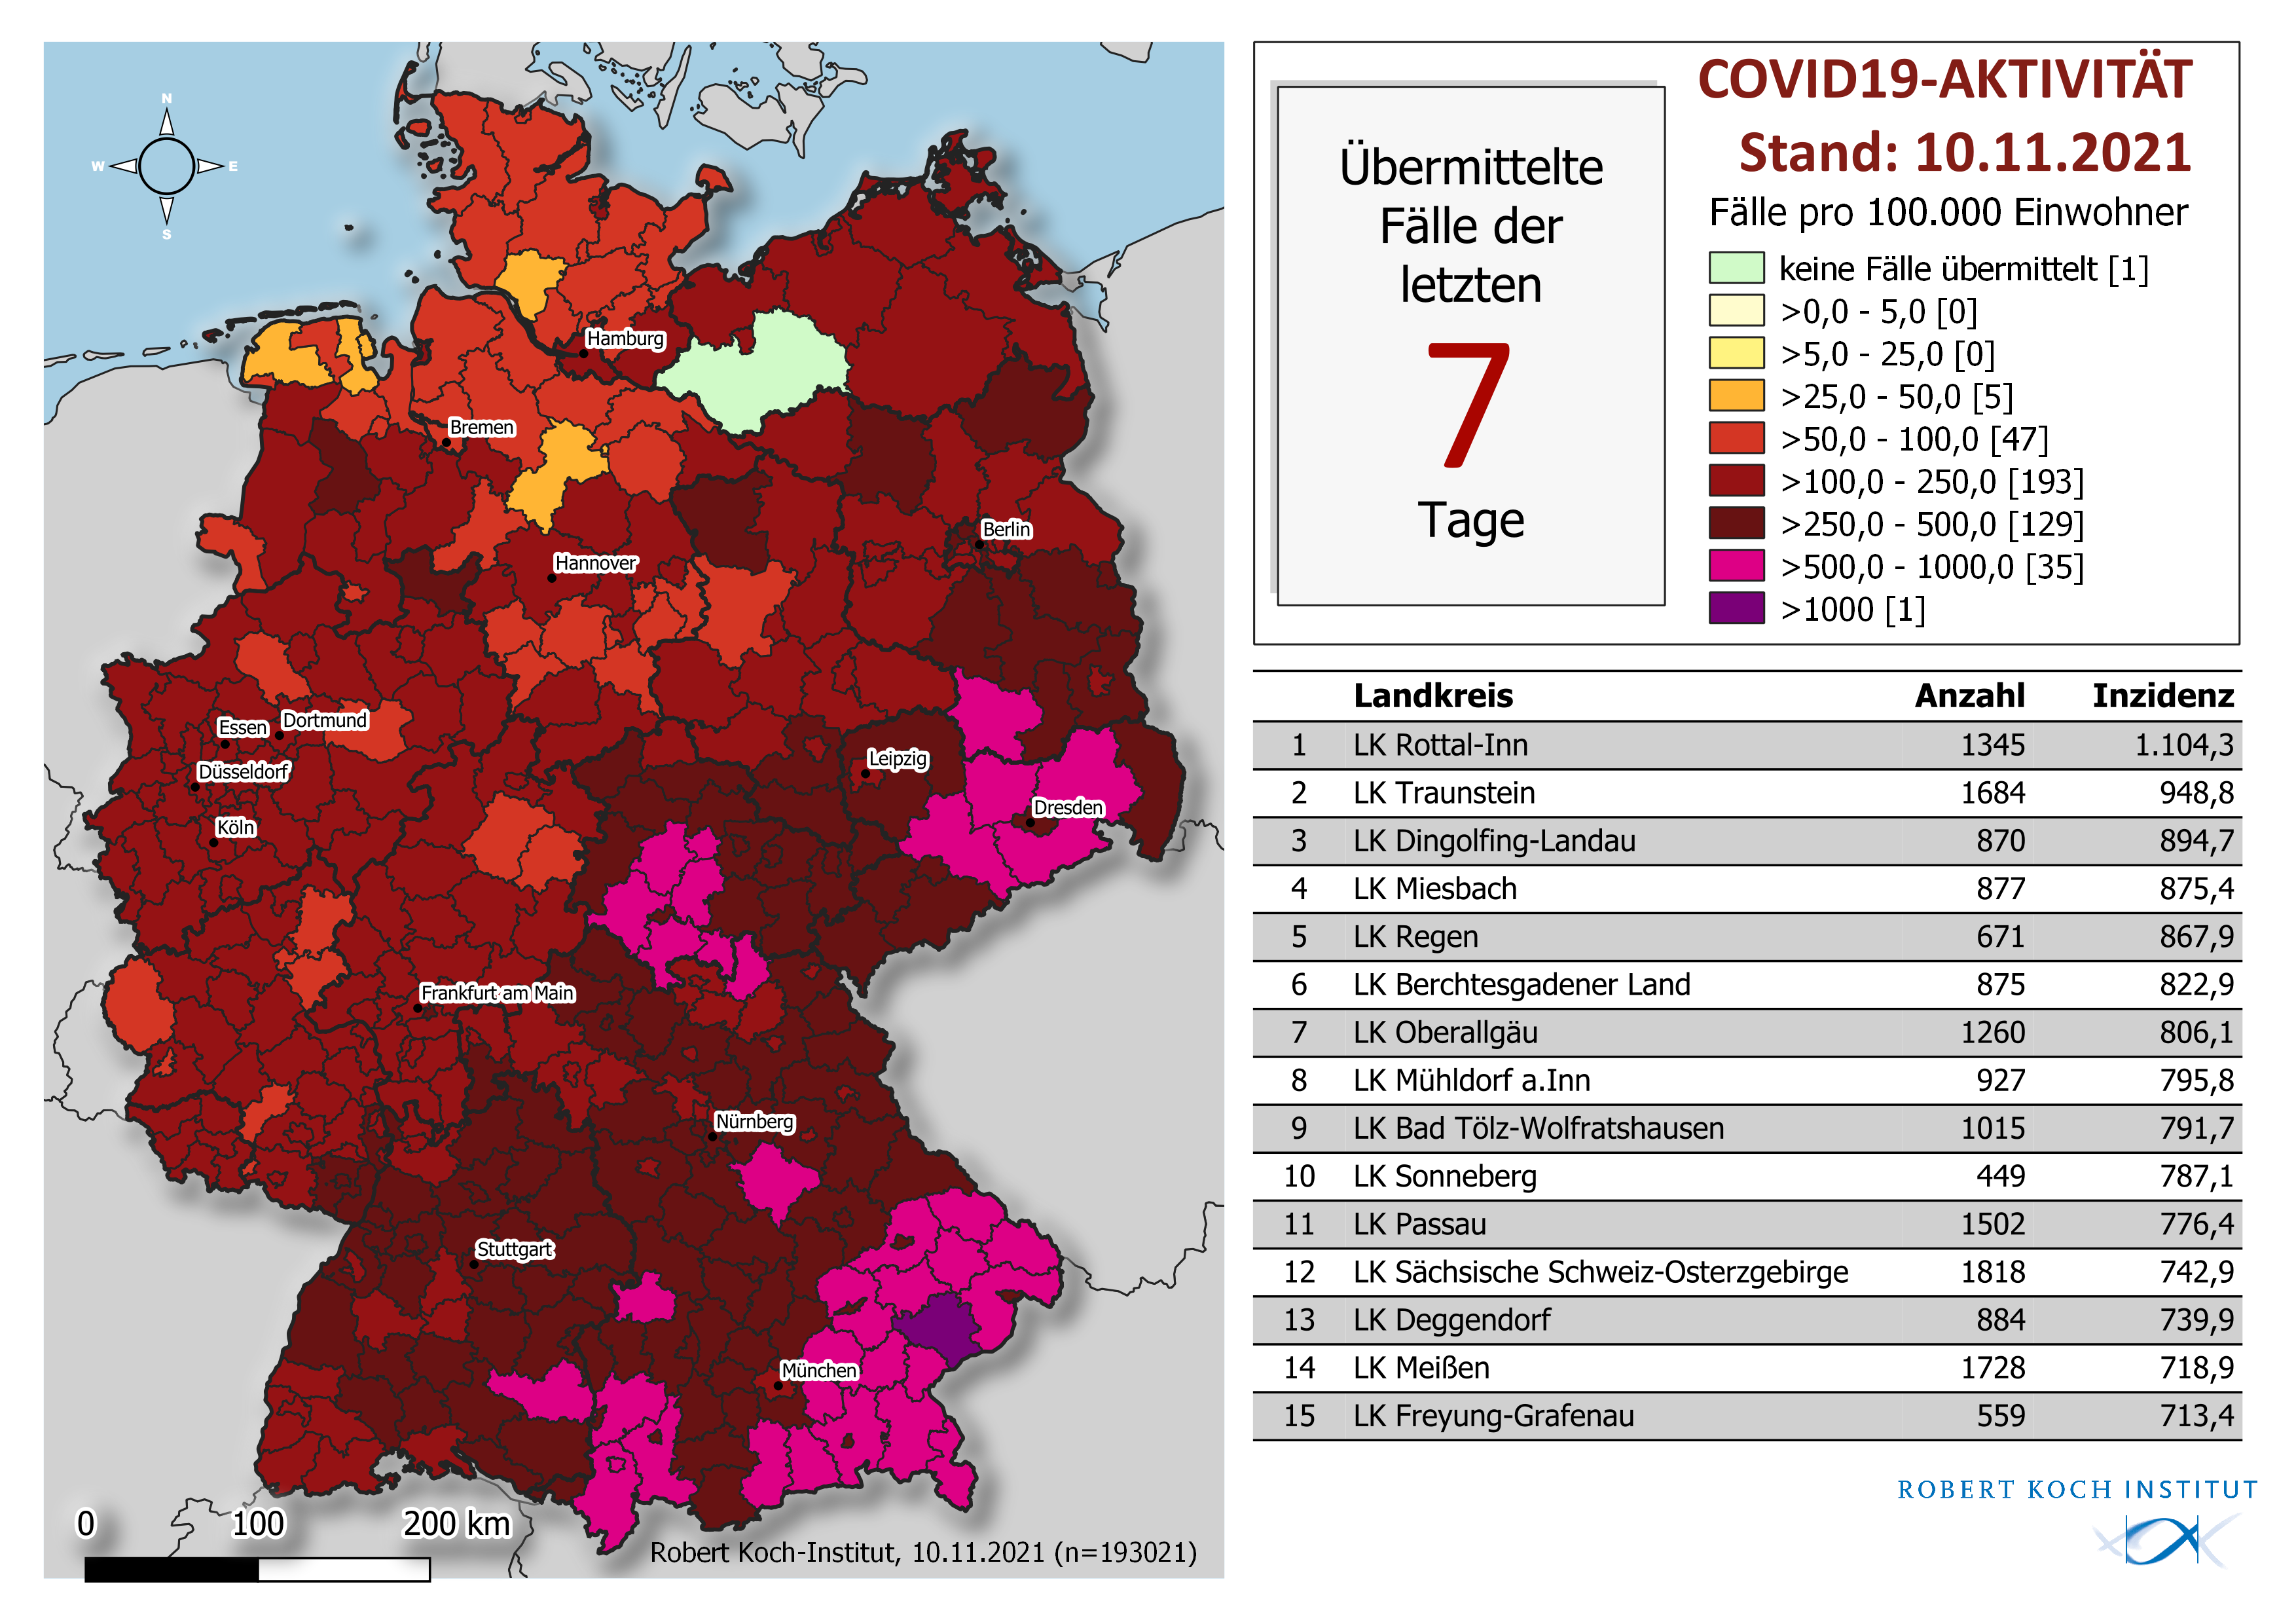 N
W E
S
Hamburg
Bremen
Berlin
Hannover
Essen Dortmund
Düsseldorf
Leipzig
Dresden
Köln
Frankfurt am Main
Nürnberg
Stuttgart
München
0 100 200 km
Robert Koch-Institut, 10.11.2021 (n=193021)
Übermittelte
Fälle der
letzten
7
Tage
COVID19-AKTIVITÄT
Stand: 10.11.2021
Fälle pro 100.000 Einwohner
keine Fälle übermittelt [1]
>0,0 - 5,0 [0]
>5,0 - 25,0 [0]
>25,0 - 50,0 [5]
>50,0 - 100,0 [47]
>100,0 - 250,0 [193]
>250,0 - 500,0 [129]
>500,0 - 1000,0 [35]
>1000 [1]
Landkreis Anzahl Inzidenz
1 LK Rottal-Inn 1345 1.104,3
2 LK Traunstein 1684 948,8
3 LK Dingolfing-Landau 870 894,7
4 LK Miesbach 877 875,4
5 LK Regen 671 867,9
6 LK Berchtesgadener Land 875 822,9
7 LK Oberallgäu 1260 806,1
8 LK Mühldorf a.Inn 927 795,8
9 LK Bad Tölz-Wolfratshausen 1015 791,7
10 LK Sonneberg 449 787,1
11 LK Passau 1502 776,4
12 LK Sächsische Schweiz-Osterzgebirge 1818 742,9
13 LK Deggendorf 884 739,9
14 LK Meißen 1728 718,9
15 LK Freyung-Grafenau 559 713,4
ROBERT KOCH INSTITUT